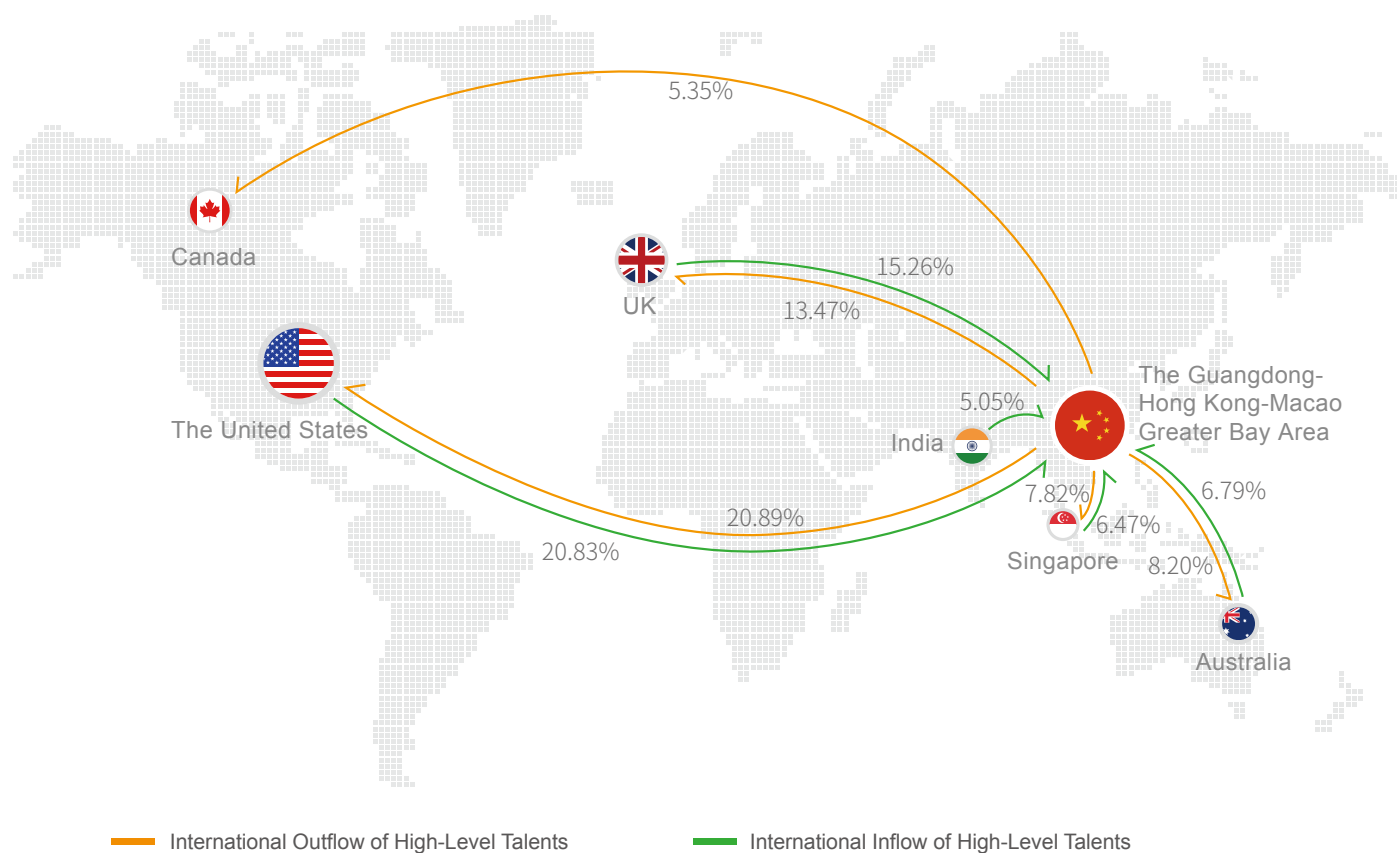 5.35%
Canada
15.26%
UK
13.47%
The Guangdong-
Hong Kong-Macao
Greater Bay Area
5.05%
The United States
India
7.82%
6.79%
20.89%
6.47%
20.83%
Singapore
8.20%
Australia
International Outflow of High-Level Talents
International Inflow of High-Level Talents